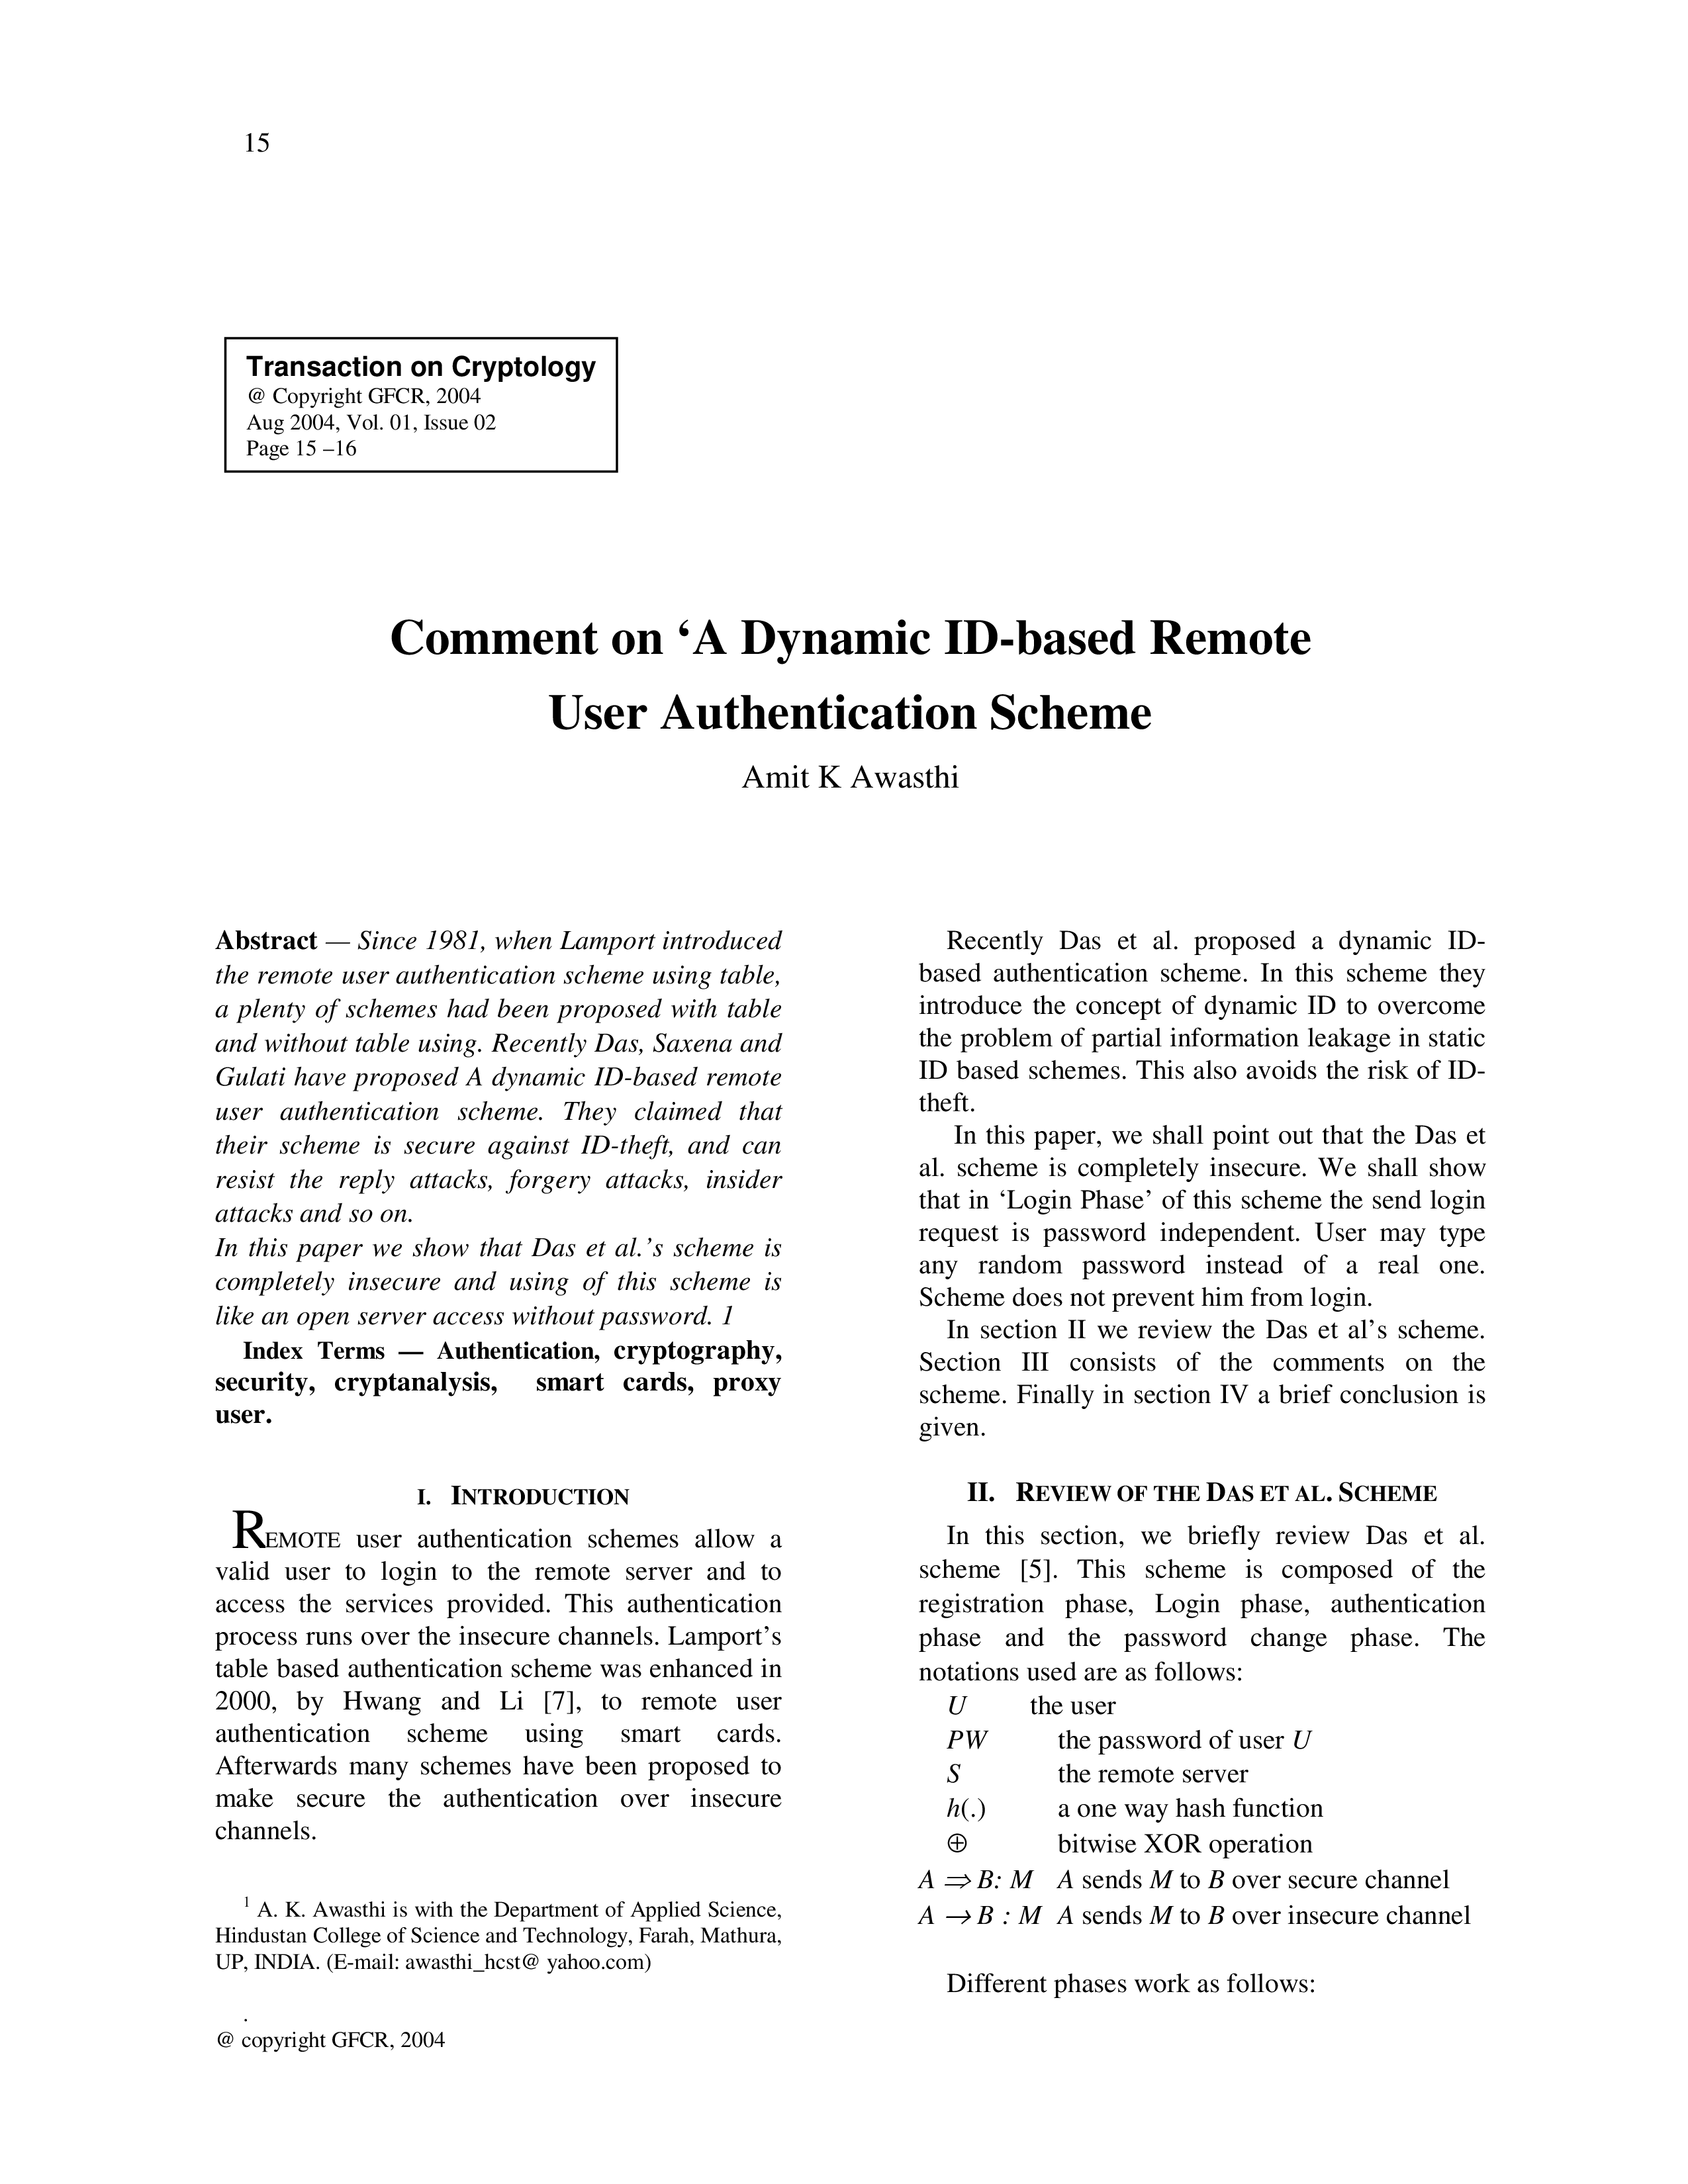 15
Transaction on Cryptology
@ Copyright GFCR, 2004
Aug 2004, Vol. 01, Issue 02
Page 15 –16
Comment on ‘A Dynamic ID-based Remote
User Authentication Scheme
Amit K Awasthi
Abstract — Since 1981, when Lamport introduced
the remote user authentication scheme using table,
a plenty of schemes had been proposed with table
and without table using. Recently Das, Saxena and
Gulati have proposed A dynamic ID-based remote
user authentication scheme. They claimed that
their scheme is secure against ID-theft, and can
resist the reply attacks, forgery attacks, insider
attacks and so on.
In this paper we show that Das et al.’s scheme is
completely insecure and using of this scheme is
like an open server access without password. 1
Index Terms — Authentication, cryptography,
security, cryptanalysis, smart cards, proxy
user.
I. INTRODUCTION
REMOTE user authentication schemes allow a
valid user to login to the remote server and to
access the services provided. This authentication
process runs over the insecure channels. Lamport’s
table based authentication scheme was enhanced in
2000, by Hwang and Li [7], to remote user
authentication scheme using smart cards.
Afterwards many schemes have been proposed to
make secure the authentication over insecure
channels.
1 A. K. Awasthi is with the Department of Applied Science,
Hindustan College of Science and Technology, Farah, Mathura,
UP, INDIA. (E-mail: awasthi_hcst@ yahoo.com)
.
@ copyright GFCR, 2004
Recently Das et al. proposed a dynamic ID-
based authentication scheme. In this scheme they
introduce the concept of dynamic ID to overcome
the problem of partial information leakage in static
ID based schemes. This also avoids the risk of ID-
theft.
In this paper, we shall point out that the Das et
al. scheme is completely insecure. We shall show
that in ‘Login Phase’ of this scheme the send login
request is password independent. User may type
any random password instead of a real one.
Scheme does not prevent him from login.
In section II we review the Das et al’s scheme.
Section III consists of the comments on the
scheme. Finally in section IV a brief conclusion is
given.
II. REVIEW OF THE DAS ET AL. SCHEME
In this section, we briefly review Das et al.
scheme [5]. This scheme is composed of the
registration phase, Login phase, authentication
phase and the password change phase. The
notations used are as follows:
U the user
PW the password of user U
S the remote server
h(.) a one way hash function
⊕ bitwise XOR operation
A ⇒ B: M A sends M to B over secure channel
A → B : M A sends M to B over insecure channel
Different phases work as follows: